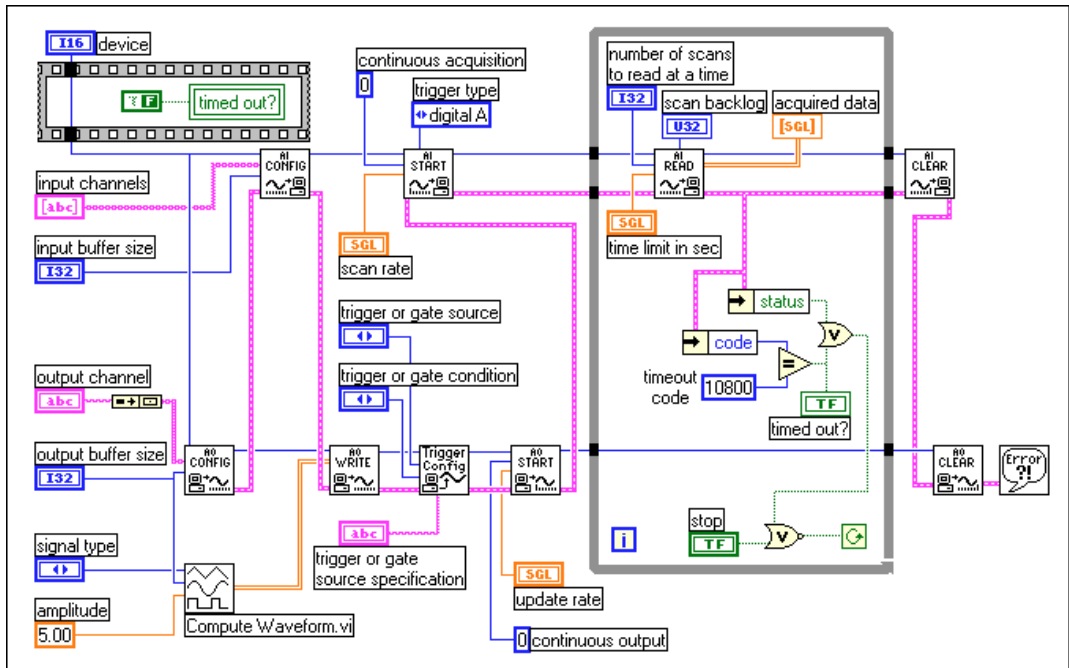 I16 device
F timed out?
continuous acquisition
0
trigger type
digital A
number of scans
to read at a time
I32
scan backlog
U32
acquired data
[SGL]
AI
CONFIG
AI
START
AI
READ
AI
CLEAR
input channels
[abc]
input buffer size
I32
SGL
scan rate
SGL
time limit in sec
status
code
V
=
timeout
code
10800
TF
timed out?
trigger or gate source
trigger or gate condition
output channel
abc
output buffer size
I32
AO
CONFIG
AO
WRITE
Trigger
Config
AO
START
AO
CLEAR
Error
?!
abc
trigger or gate
source specification
signal type
amplitude
5.00
Compute Waveform.vi
SGL
update rate
0 continuous output
i
stop
TF
V